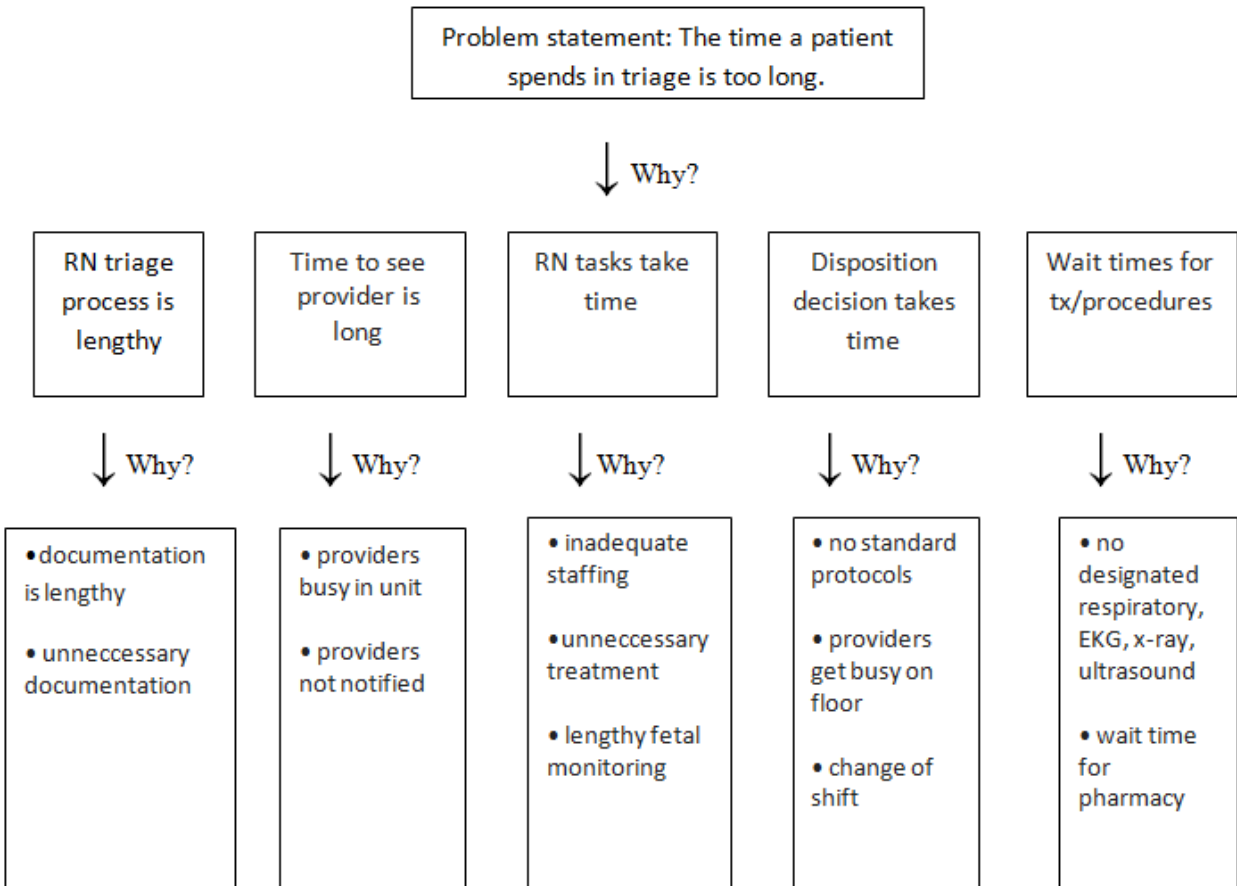 Problem statement: The time a patient
spends in triage is too long.
Why?
RN triage
process is
lengthy
Time to see
provider is
long
RN tasks take
time
Disposition
decision takes
time
Wait times for
tx/procedures
Why?
Why?
Why?
Why?
Why?
•documentation
is lengthy
• unneccessary
documentation
• providers
busy in unit
• providers
not notified
• inadequate
staffing
•unneccessary
treatment
• lengthy fetal
monitoring
• no standard
protocols
• providers
get busy on
floor
• change of
shift
• no
designated
respiratory,
EKG, x-ray,
ultrasound
• wait time
for
pharmacy